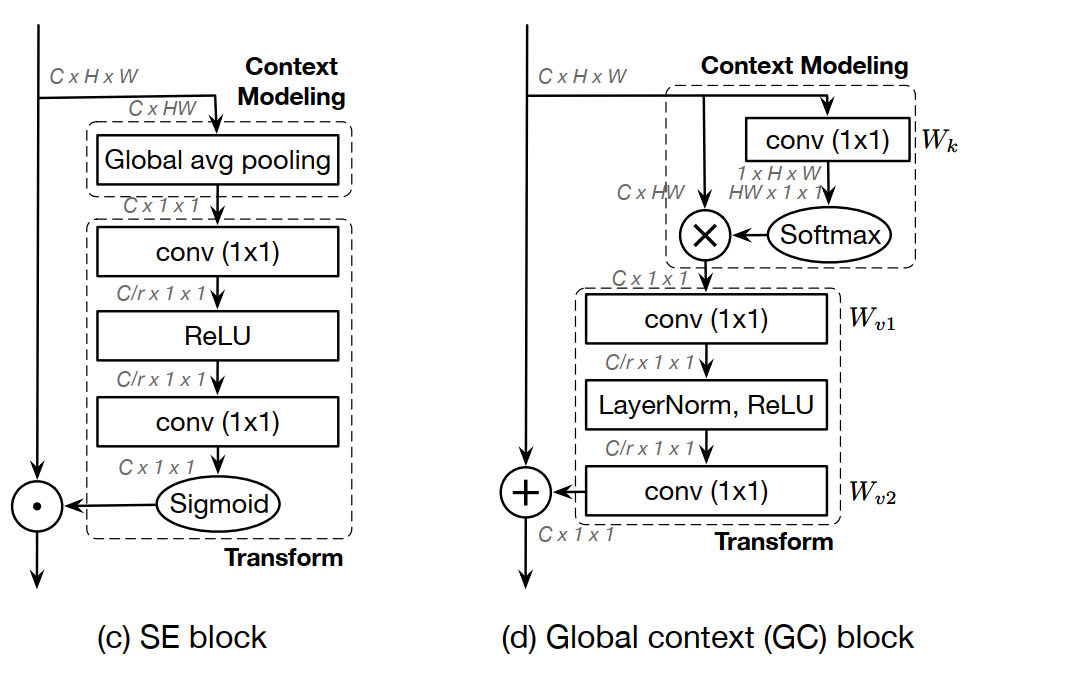 C x H x W
Context
Modeling
C x HW
Global avg pooling
C x 1 x 1
conv (1x1)
C/r x 1 x 1
ReLU
C/r x 1 x 1
conv (1x1)
C x 1 x 1
Sigmoid
Transform
(c) SE block
C x H x W
Context Modeling
conv (1x1)
W_k
1 x H x W
C x HW
HW x 1 x 1
×
Softmax
C x 1 x 1
conv (1x1)
W_{v1}
C/r x 1 x 1
LayerNorm, ReLU
C/r x 1 x 1
conv (1x1)
W_{v2}
+
C x 1 x 1
Transform
(d) Global context (GC) block